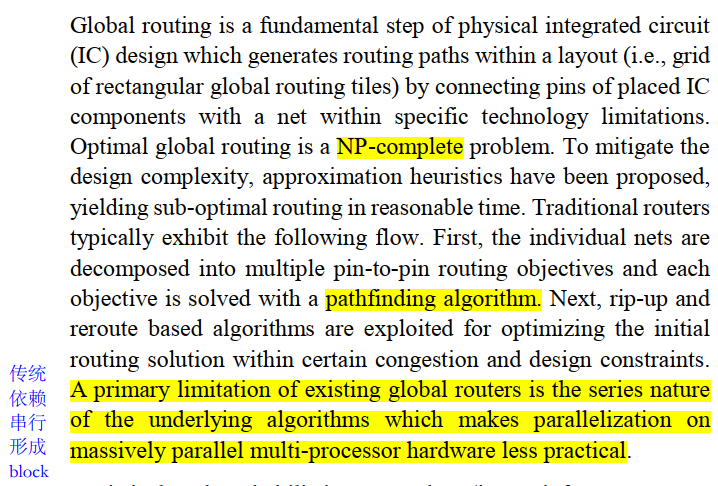 Global routing is a fundamental step of physical integrated circuit
(IC) design which generates routing paths within a layout (i.e., grid
of rectangular global routing tiles) by connecting pins of placed IC
components with a net within specific technology limitations.
Optimal global routing is a NP-complete problem. To mitigate the
design complexity, approximation heuristics have been proposed,
yielding sub-optimal routing in reasonable time. Traditional routers
typically exhibit the following flow. First, the individual nets are
decomposed into multiple pin-to-pin routing objectives and each
objective is solved with a pathfinding algorithm. Next, rip-up and
reroute based algorithms are exploited for optimizing the initial
routing solution within certain congestion and design constraints.
A primary limitation of existing global routers is the series nature
of the underlying algorithms which makes parallelization on
massively parallel multi-processor hardware less practical.
传统
依赖
串行
形成
block